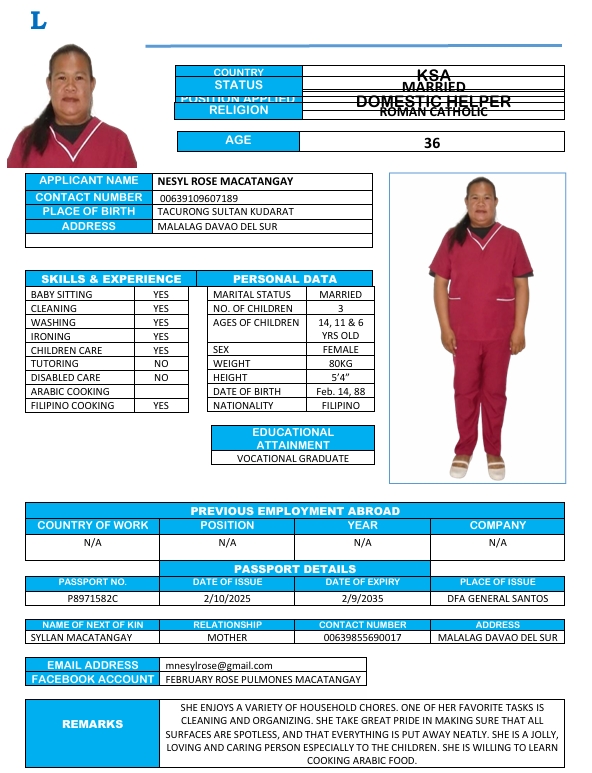 L
COUNTRY KSA
STATUS MARRIED
POSITION APPLIED DOMESTIC HELPER
RELIGION ROMAN CATHOLIC
AGE 36
APPLICANT NAME NESYL ROSE MACATANGAY
CONTACT NUMBER 00639109607189
PLACE OF BIRTH TACURONG SULTAN KUDARAT
ADDRESS MALALAG DAVAO DEL SUR
SKILLS & EXPERIENCE PERSONAL DATA
BABY SITTING YES MARITAL STATUS MARRIED
CLEANING YES NO. OF CHILDREN 3
WASHING YES AGES OF CHILDREN 14, 11 & 6
IRONING YES YRS OLD
CHILDREN CARE YES SEX FEMALE
TUTORING NO WEIGHT 80KG
DISABLED CARE NO HEIGHT 5’4”
ARABIC COOKING DATE OF BIRTH Feb. 14, 88
FILIPINO COOKING YES NATIONALITY FILIPINO
EDUCATIONAL
ATTAINMENT
VOCATIONAL GRADUATE
PREVIOUS EMPLOYMENT ABROAD
COUNTRY OF WORK POSITION YEAR COMPANY
N/A N/A N/A N/A
PASSPORT DETAILS
PASSPORT NO. DATE OF ISSUE DATE OF EXPIRY PLACE OF ISSUE
P8971582C 2/10/2025 2/9/2035 DFA GENERAL SANTOS
NAME OF NEXT OF KIN RELATIONSHIP CONTACT NUMBER ADDRESS
SYLLAN MACATANGAY MOTHER 00639855690017 MALALAG DAVAO DEL SUR
EMAIL ADDRESS mnesylrose@gmail.com
FACEBOOK ACCOUNT FEBRUARY ROSE PULMONES MACATANGAY
SHE ENJOYS A VARIETY OF HOUSEHOLD CHORES. ONE OF HER FAVORITE TASKS IS
REMARKS CLEANING AND ORGANIZING. SHE TAKE GREAT PRIDE IN MAKING SURE THAT ALL
SURFACES ARE SPOTLESS, AND THAT EVERYTHING IS PUT AWAY NEATLY. SHE IS A JOLLY,
LOVING AND CARING PERSON ESPECIALLY TO THE CHILDREN. SHE IS WILLING TO LEARN
COOKING ARABIC FOOD.